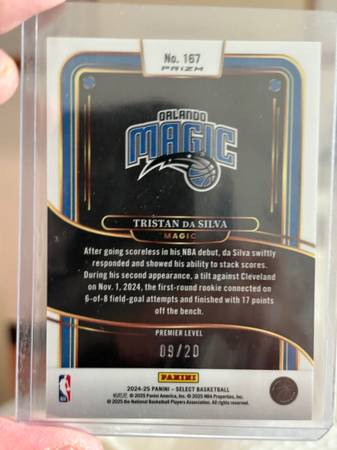 No. 167
PRIZM
ORLANDO
MAGIC
TRISTAN DA SILVA
MAGIC
After going scoreless in his NBA debut, da Silva swiftly
responded and showed his ability to stack scores.
During his second appearance, a tilt against Cleveland
on Nov. 1, 2024, the first-round rookie connected on
6-of-8 field-goal attempts and finished with 17 points
off the bench.
PREMIER LEVEL
09/20
PANINI
2024-25 PANINI – SELECT BASKETBALL
© 2025 Panini America, Inc. © 2025 NBA Properties, Inc.
© 2025 the National Basketball Players Association. All rights reserved.